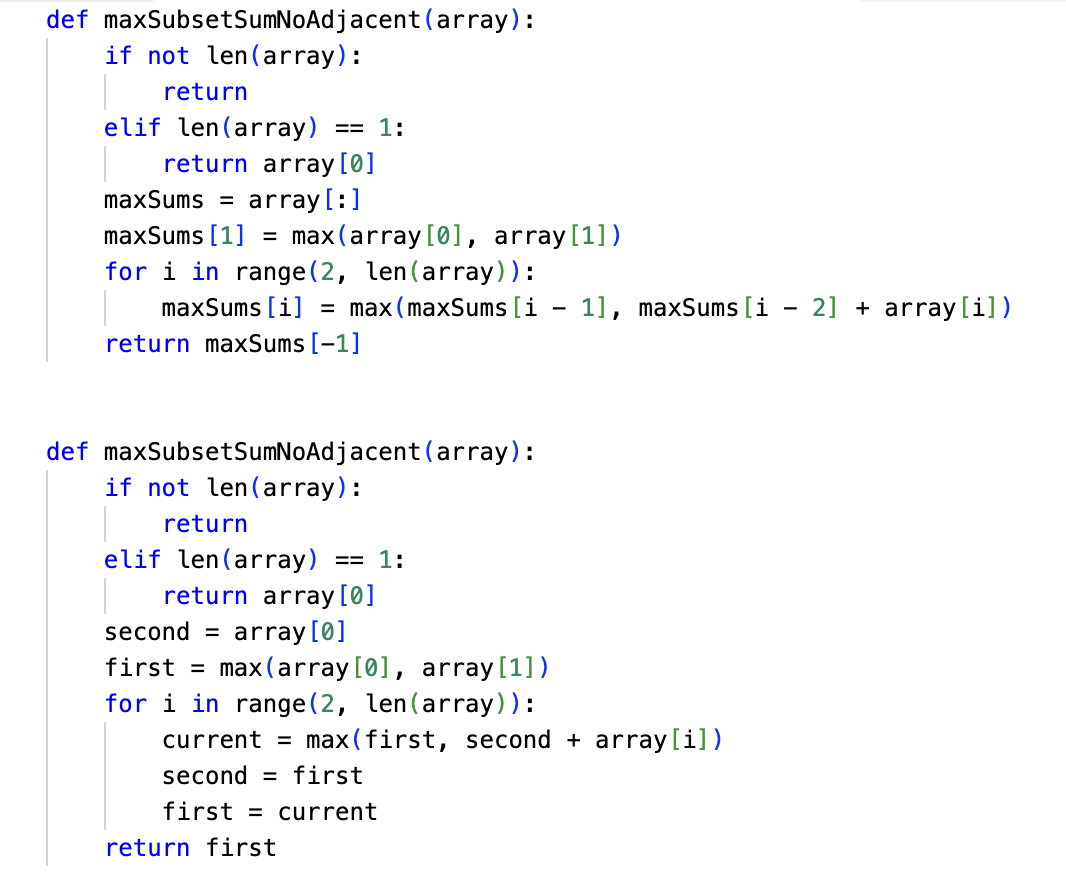 def maxSubsetSumNoAdjacent(array):
    if not len(array):
        return
    elif len(array) == 1:
        return array[0]
    maxSums = array[:]
    maxSums[1] = max(array[0], array[1])
    for i in range(2, len(array)):
        maxSums[i] = max(maxSums[i - 1], maxSums[i - 2] + array[i])
    return maxSums[-1]
def maxSubsetSumNoAdjacent(array):
    if not len(array):
        return
    elif len(array) == 1:
        return array[0]
    second = array[0]
    first = max(array[0], array[1])
    for i in range(2, len(array)):
        current = max(first, second + array[i])
        second = first
        first = current
    return first